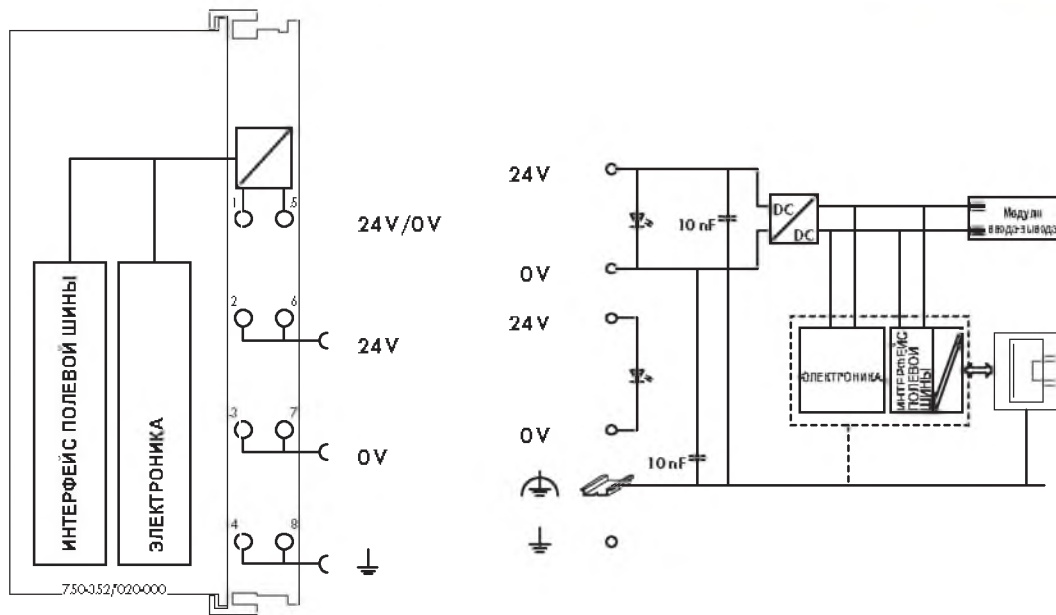 1 5
24V/0V
2 6
24V
3 7
0V
4 8
ИНТЕРФЕЙС ПОЛЕВОЙ ШИНЫ
ЭЛЕКТРОНИКА
750-352/020-000
24V
10 nF
DC
DC
Модули
ввода-вывода
0V
24V
ЭЛЕКТРОНИКА
ИНТЕРФЕЙС
ПОЛЕВОЙ
ШИНЫ
0V
10 nF